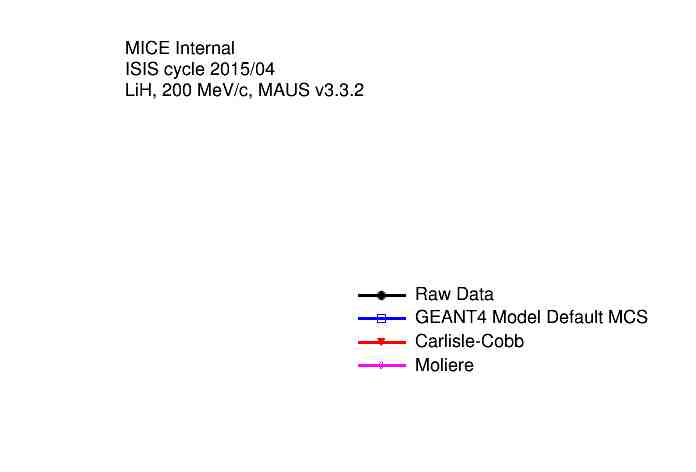 MICE Internal
ISIS cycle 2015/04
LiH, 200 MeV/c, MAUS v3.3.2
Raw Data
GEANT4 Model Default MCS
Carlisle-Cobb
Moliere